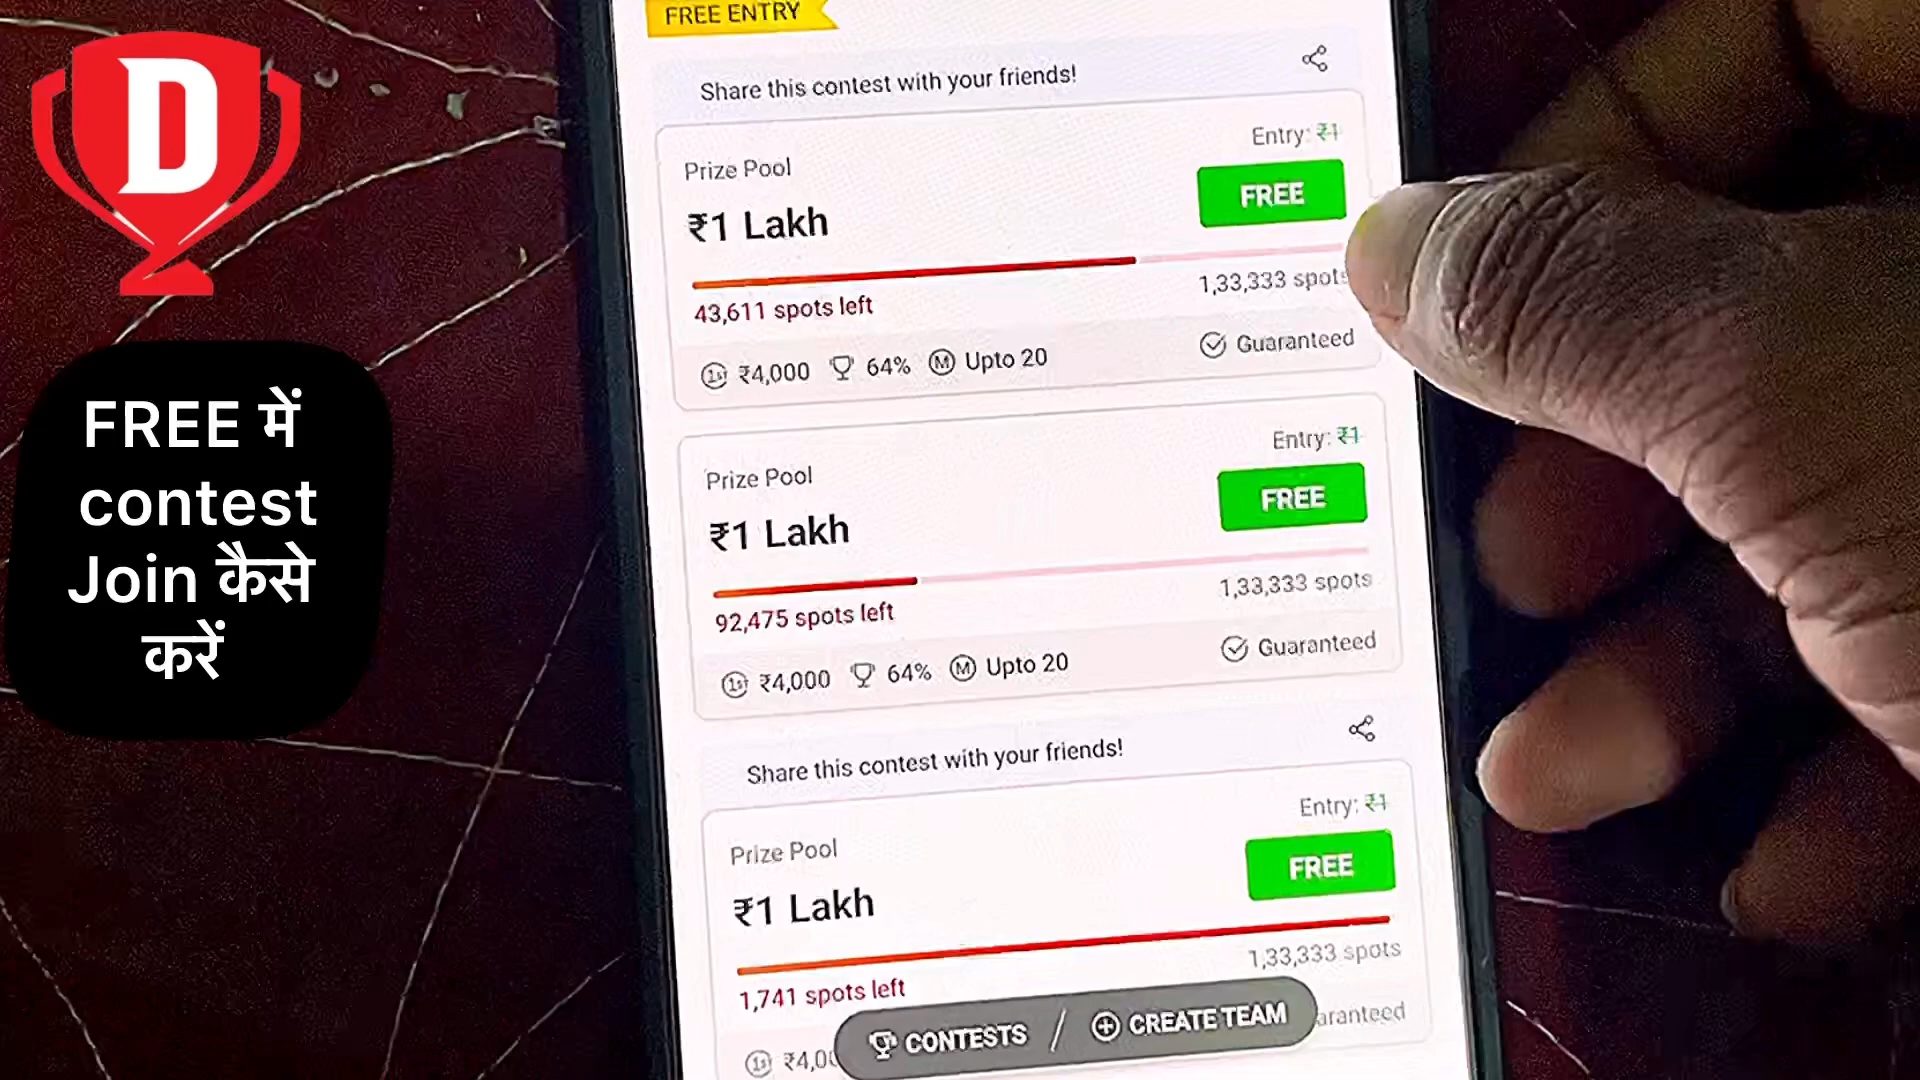 D
FREE में
contest
Join कैसे
करें
FREE ENTRY
Share this contest with your friends!
Entry: ₹1
Prize Pool
FREE
₹1 Lakh
43,611 spots left
1,33,333 spots
1st ₹4,000 64% M Upto 20
Guaranteed
Entry: ₹1
Prize Pool
FREE
₹1 Lakh
92,475 spots left
1,33,333 spots
1st ₹4,000 64% M Upto 20
Guaranteed
Share this contest with your friends!
Entry: ₹1
Prize Pool
FREE
₹1 Lakh
1,741 spots left
1,33,333 spots
CONTESTS / CREATE TEAM
1st